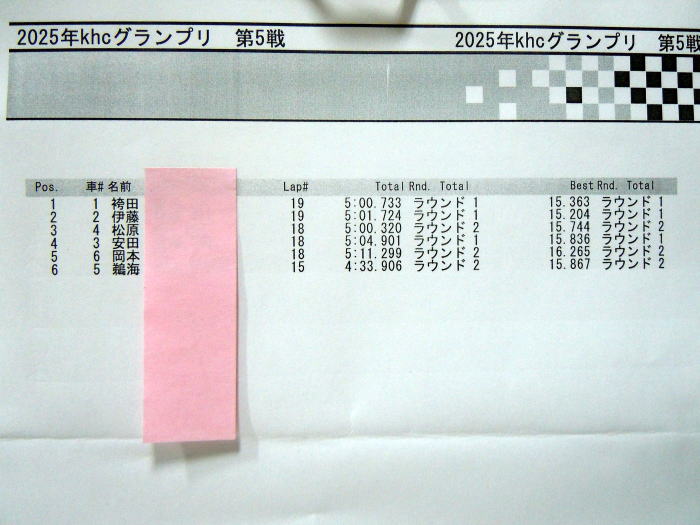 2025年khcグランプリ 第5戦 2025年khcグランプリ 第5戦
Pos. 車# 名前 Lap# Total Rnd. Total Best Rnd. Total
1 1 袴田 19 5:00.733 ラウンド 1 15.363 ラウンド 1
2 2 伊藤 19 5:01.724 ラウンド 1 15.204 ラウンド 1
3 4 松原 18 5:00.320 ラウンド 2 15.744 ラウンド 2
4 3 安田 18 5:04.901 ラウンド 1 15.836 ラウンド 1
5 6 岡本 18 5:11.299 ラウンド 2 16.265 ラウンド 2
6 5 鵜海 15 4:33.906 ラウンド 2 15.867 ラウンド 2